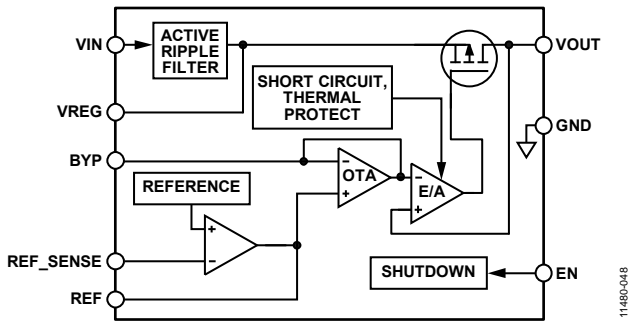 VIN
ACTIVE
RIPPLE
FILTER
VOUT
VREG
SHORT CIRCUIT,
THERMAL
PROTECT
GND
BYP
–
OTA
+
–
E/A
+
REFERENCE
+
–
REF_SENSE
SHUTDOWN
EN
REF
11480-048